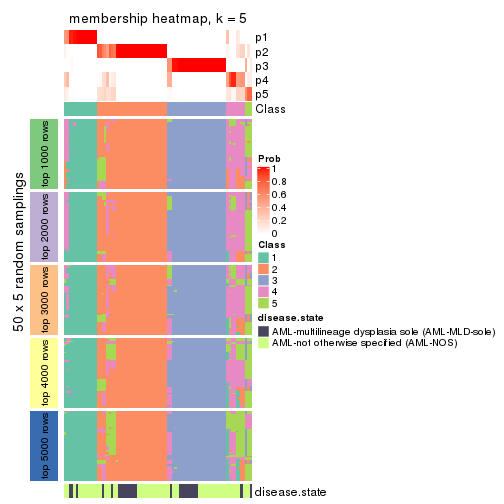 membership heatmap, k = 5
p1
p2
p3
p4
p5
Class
50 x 5 random samplings
top 1000 rows
top 2000 rows
top 3000 rows
top 4000 rows
top 5000 rows
Prob
1
0.8
0.6
0.4
0.2
0
Class
1
2
3
4
5
disease.state
AML-multilineage dysplasia sole (AML-MLD-sole)
AML-not otherwise specified (AML-NOS)
disease.state